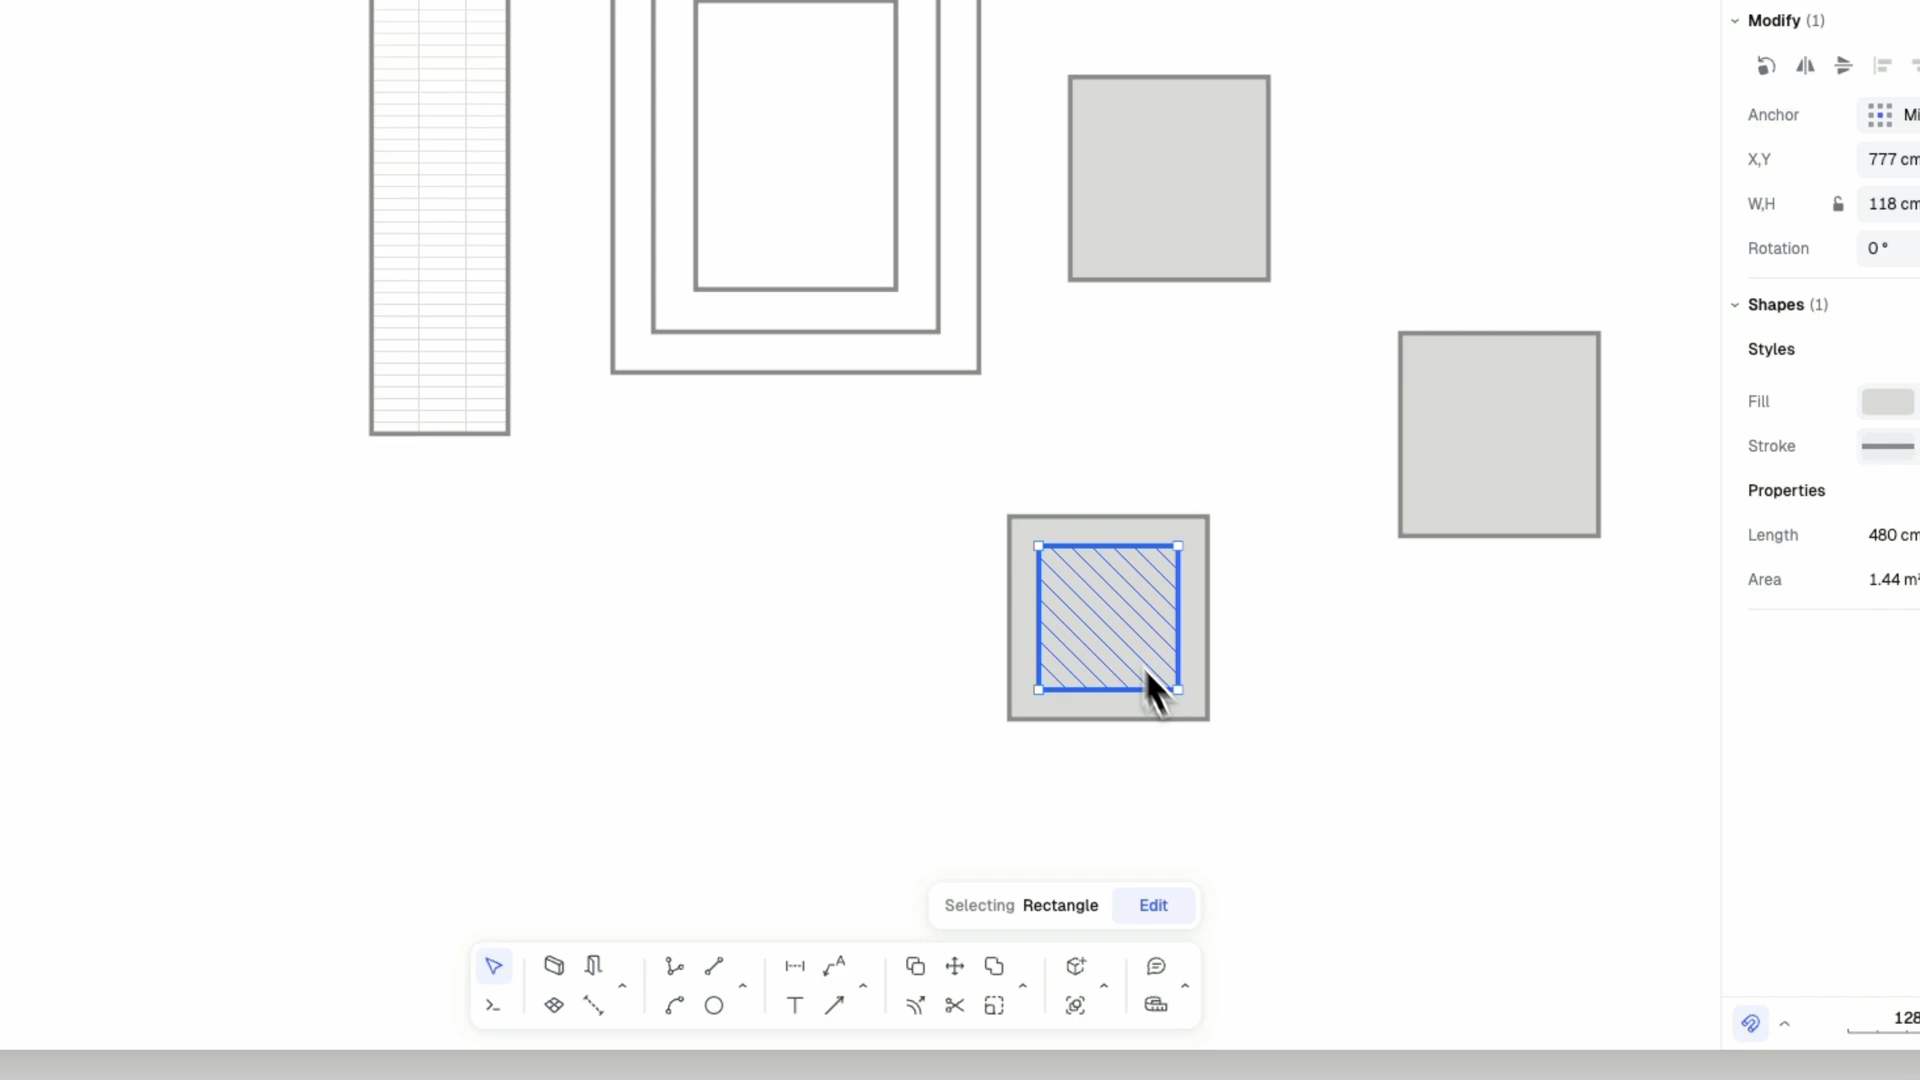 Modify (1)
Anchor
X,Y 777 cm
W,H 118 cm
Rotation 0 °
Shapes (1)
Styles
Fill
Stroke
Properties
Length 480 cm
Area 1.44 m²
Selecting Rectangle Edit
A
T
128